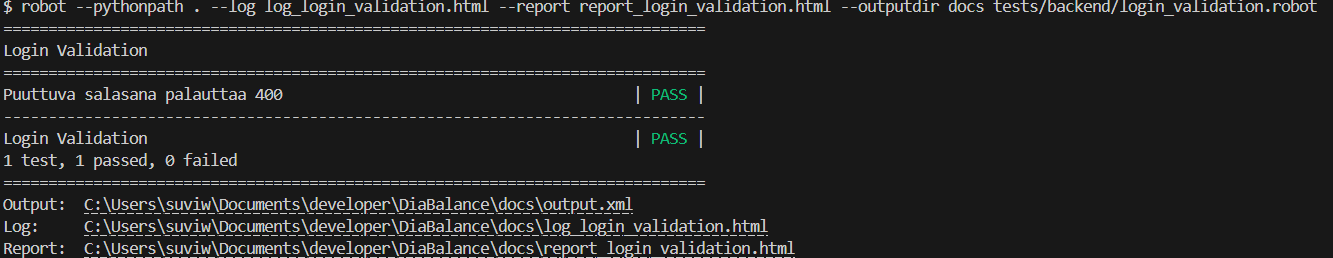 $ robot --pythonpath . --log log_login_validation.html --report report_login_validation.html --outputdir docs tests/backend/login_validation.robot
==============================================================================
Login Validation
==============================================================================
Puuttuva salasana palauttaa 400                                       | PASS |
------------------------------------------------------------------------------
Login Validation                                                      | PASS |
1 test, 1 passed, 0 failed
==============================================================================
Output:  C:\Users\suviw\Documents\developer\DiaBalance\docs\output.xml
Log:     C:\Users\suviw\Documents\developer\DiaBalance\docs\log_login_validation.html
Report:  C:\Users\suviw\Documents\developer\DiaBalance\docs\report_login_validation.html